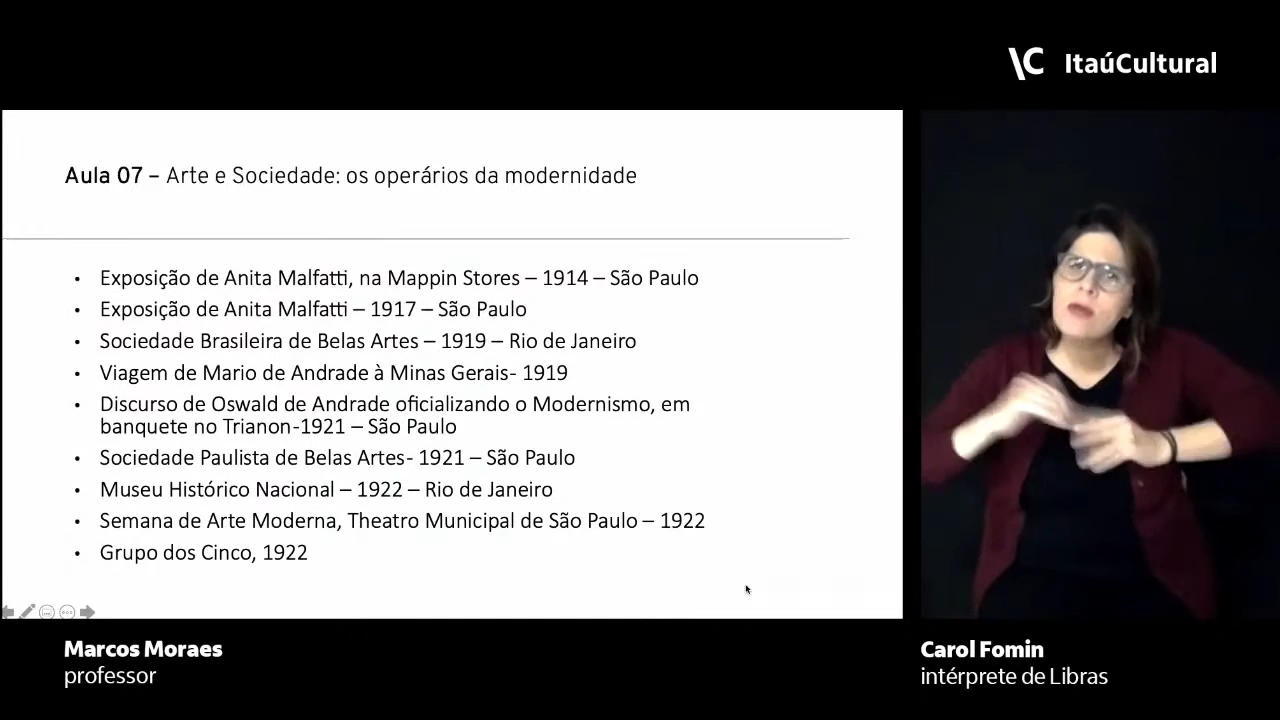 \C ItaúCultural
Aula 07 – Arte e Sociedade: os operários da modernidade
• Exposição de Anita Malfatti, na Mappin Stores – 1914 – São Paulo
• Exposição de Anita Malfatti – 1917 – São Paulo
• Sociedade Brasileira de Belas Artes – 1919 – Rio de Janeiro
• Viagem de Mario de Andrade à Minas Gerais- 1919
• Discurso de Oswald de Andrade oficializando o Modernismo, em
banquete no Trianon-1921 – São Paulo
• Sociedade Paulista de Belas Artes- 1921 – São Paulo
• Museu Histórico Nacional – 1922 – Rio de Janeiro
• Semana de Arte Moderna, Theatro Municipal de São Paulo – 1922
• Grupo dos Cinco, 1922
Marcos Moraes
professor
Carol Fomin
intérprete de Libras